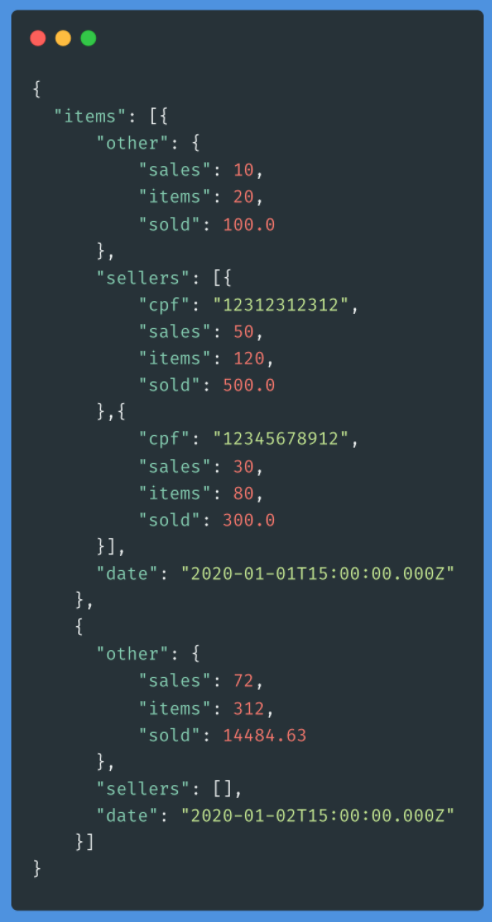 {
  "items": [{
      "other": {
          "sales": 10,
          "items": 20,
          "sold": 100.0
      },
      "sellers": [{
          "cpf": "12312312312",
          "sales": 50,
          "items": 120,
          "sold": 500.0
      },{
          "cpf": "12345678912",
          "sales": 30,
          "items": 80,
          "sold": 300.0
      }],
      "date": "2020-01-01T15:00:00.000Z"
    },
    {
      "other": {
          "sales": 72,
          "items": 312,
          "sold": 14484.63
      },
      "sellers": [],
      "date": "2020-01-02T15:00:00.000Z"
    }]
}